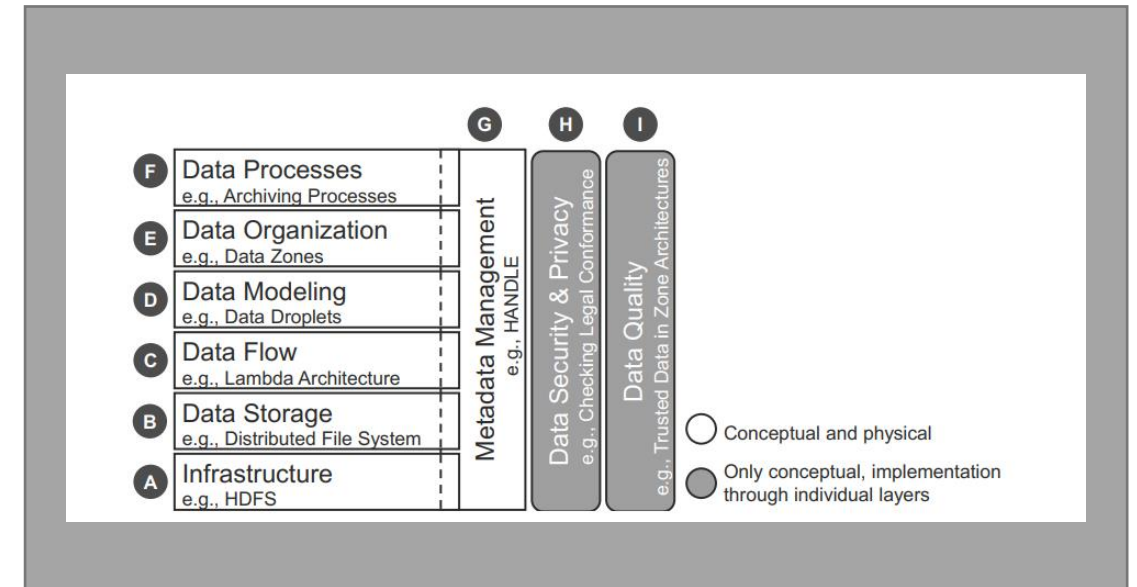 G
H
I
F
Data Processes
e.g., Archiving Processes
E
Data Organization
e.g., Data Zones
D
Data Modeling
e.g., Data Droplets
C
Data Flow
e.g., Lambda Architecture
B
Data Storage
e.g., Distributed File System
A
Infrastructure
e.g., HDFS
Metadata Management
e.g., HANDLE
Data Security & Privacy
e.g., Checking Legal Conformance
Data Quality
e.g., Trusted Data in Zone Architectures
Conceptual and physical
Only conceptual, implementation
through individual layers